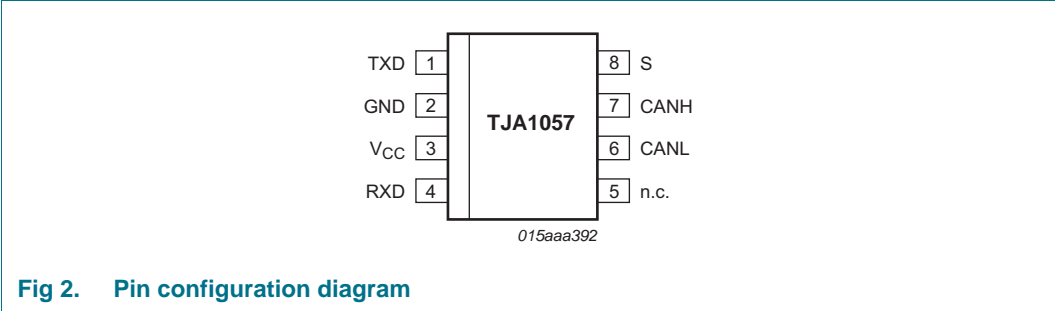 TXD 1 8 S
GND 2 7 CANH
TJA1057
VCC 3 6 CANL
RXD 4 5 n.c.
015aaa392
Fig 2. Pin configuration diagram